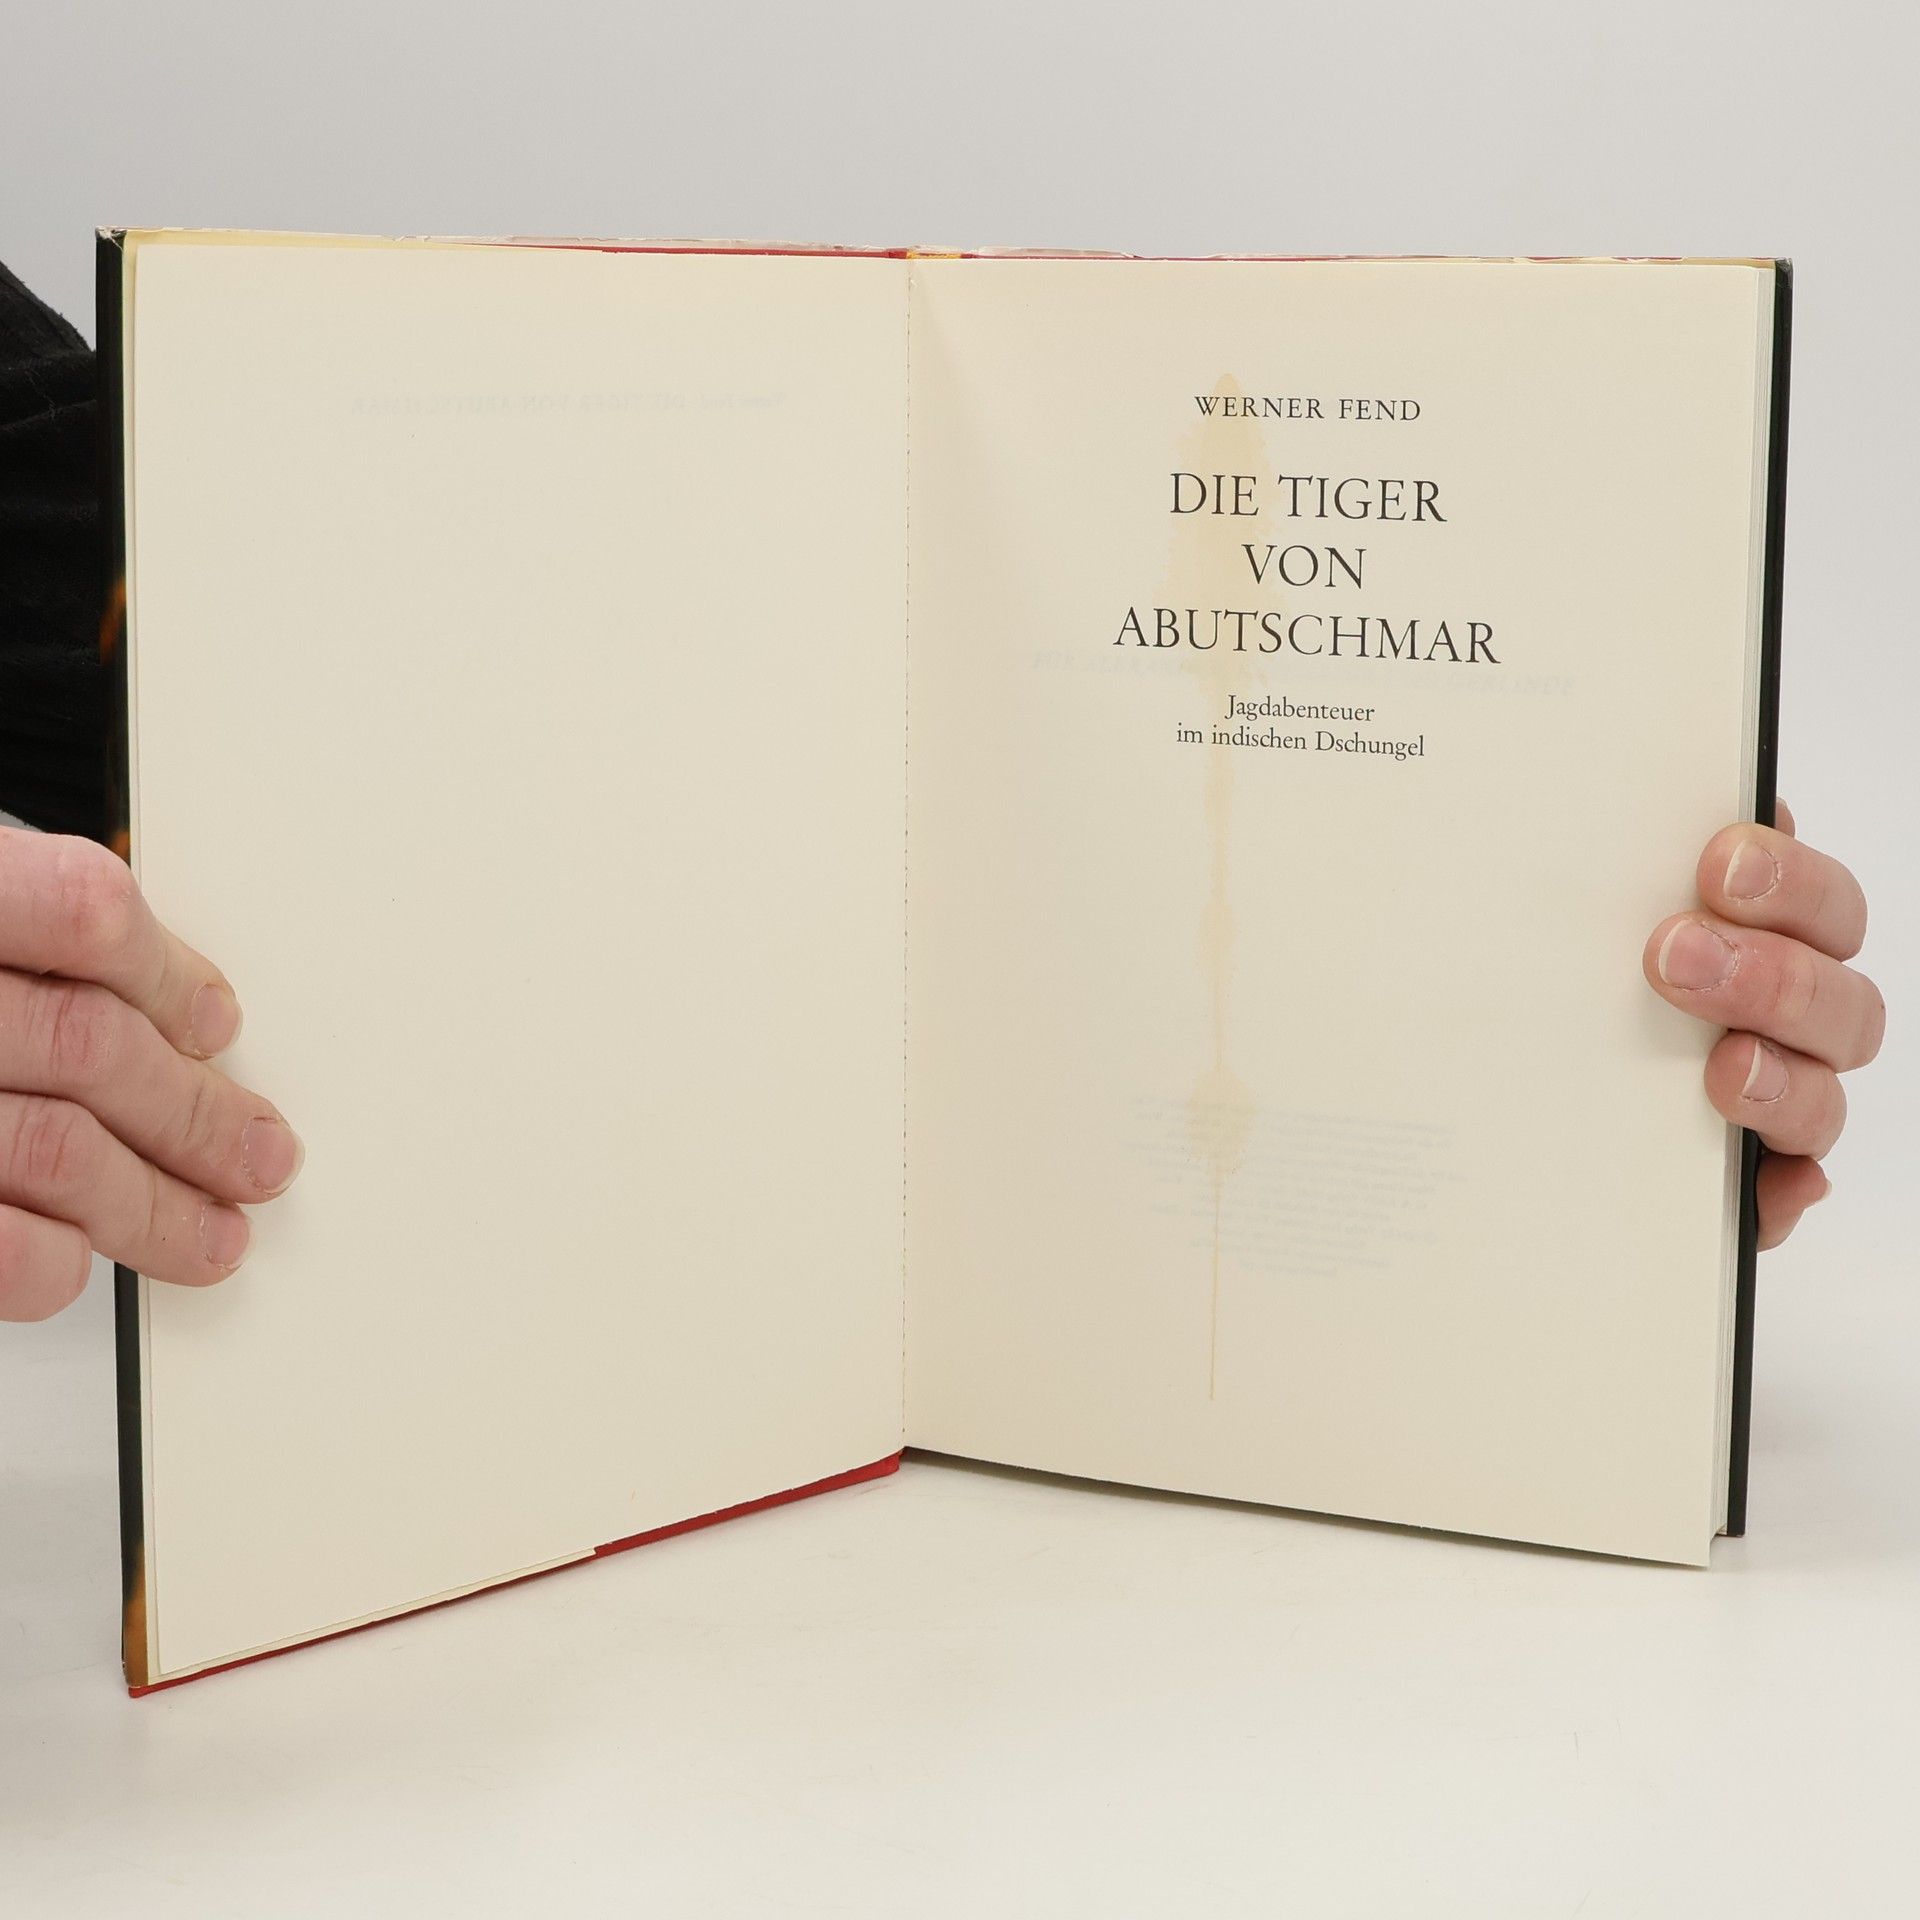 WERNER FEND
DIE TIGER
VON
ABUTSCHMAR
Jagdabenteuer
im indischen Dschungel